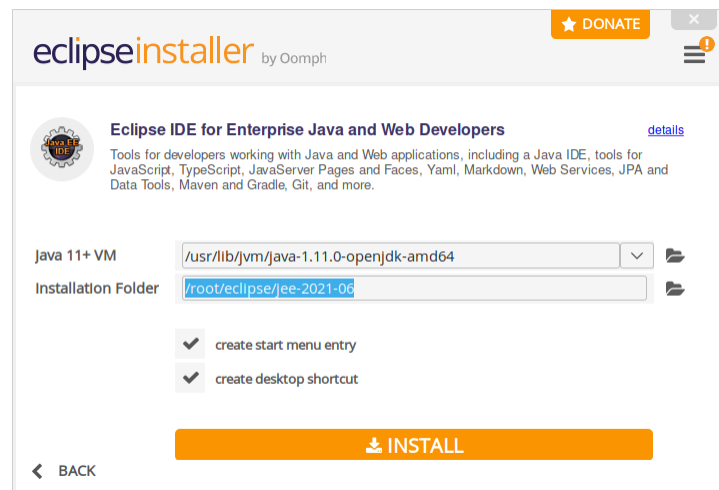 DONATE
eclipseinstaller by Oomph
Java EE
IDE
Eclipse IDE for Enterprise Java and Web Developers
details
Tools for developers working with Java and Web applications, including a Java IDE, tools for
JavaScript, TypeScript, JavaServer Pages and Faces, Yaml, Markdown, Web Services, JPA and
Data Tools, Maven and Gradle, Git, and more.
Java 11+ VM
/usr/lib/jvm/java-1.11.0-openjdk-amd64
Installation Folder
/root/eclipse/jee-2021-06
create start menu entry
create desktop shortcut
INSTALL
BACK